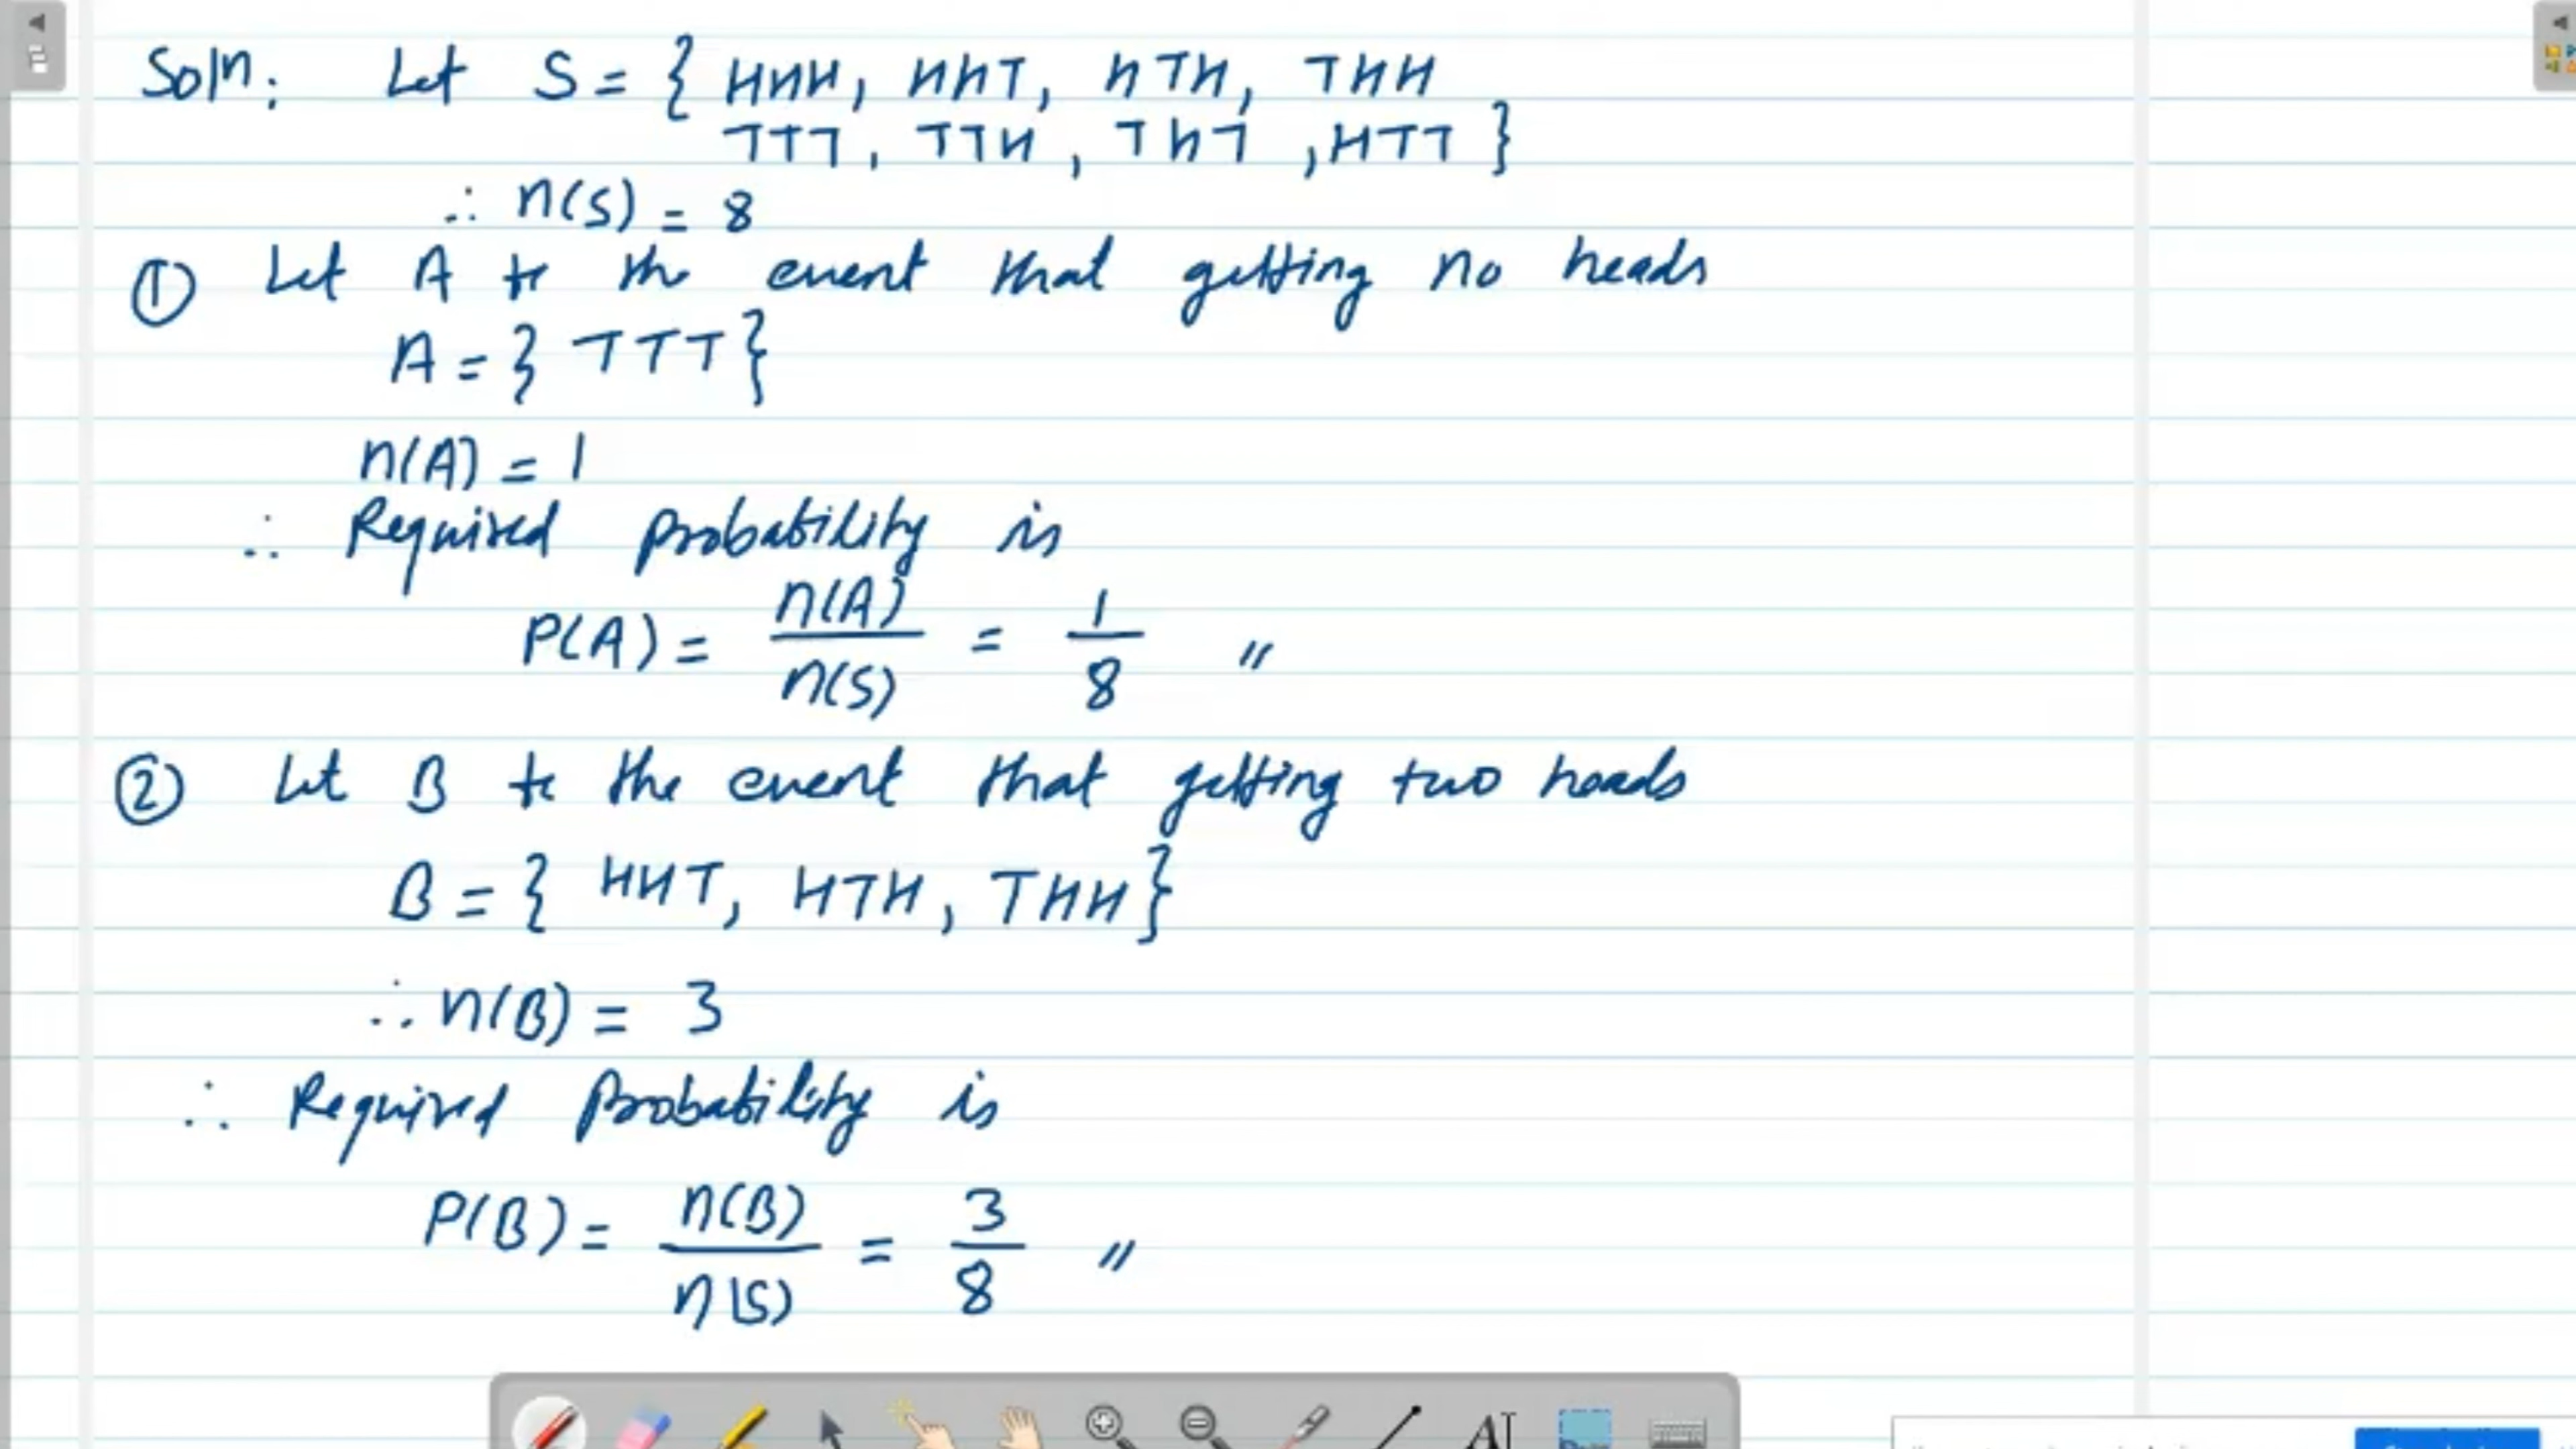 Soln: Let S = { HHH, HHT, HTH, THH
TTT, TTH, THT, HTT }
∴ n(S) = 8
① Let A be the event that getting no heads
A = } TTT {
n(A) = 1
∴ Required probability is
P(A) = n(A) / n(S) = 1/8 〃
② Let B be the event that getting two heads
B = { HHT, HTH, THH }
∴ n(B) = 3
∴ Required Probability is
P(B) = n(B) / n(S) = 3/8 〃